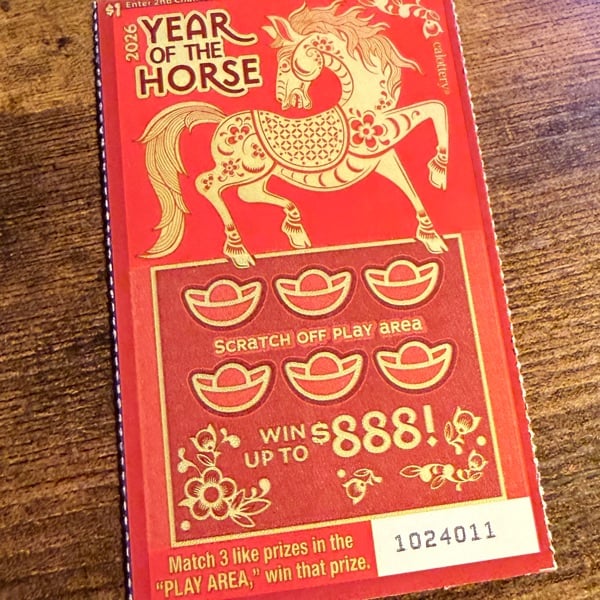 $1 Enter 2nd
2026
YEAR
OF THE
HORSE
calottery®
SCRATCH OFF PLAY AREA
WIN
UP TO
$888!
Match 3 like prizes in the
“PLAY AREA,” win that prize.
1024011